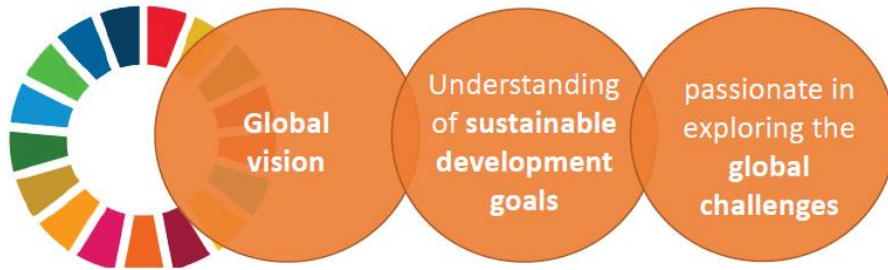 Global
vision
Understanding
of sustainable
development
goals
passionate in
exploring the
global
challenges